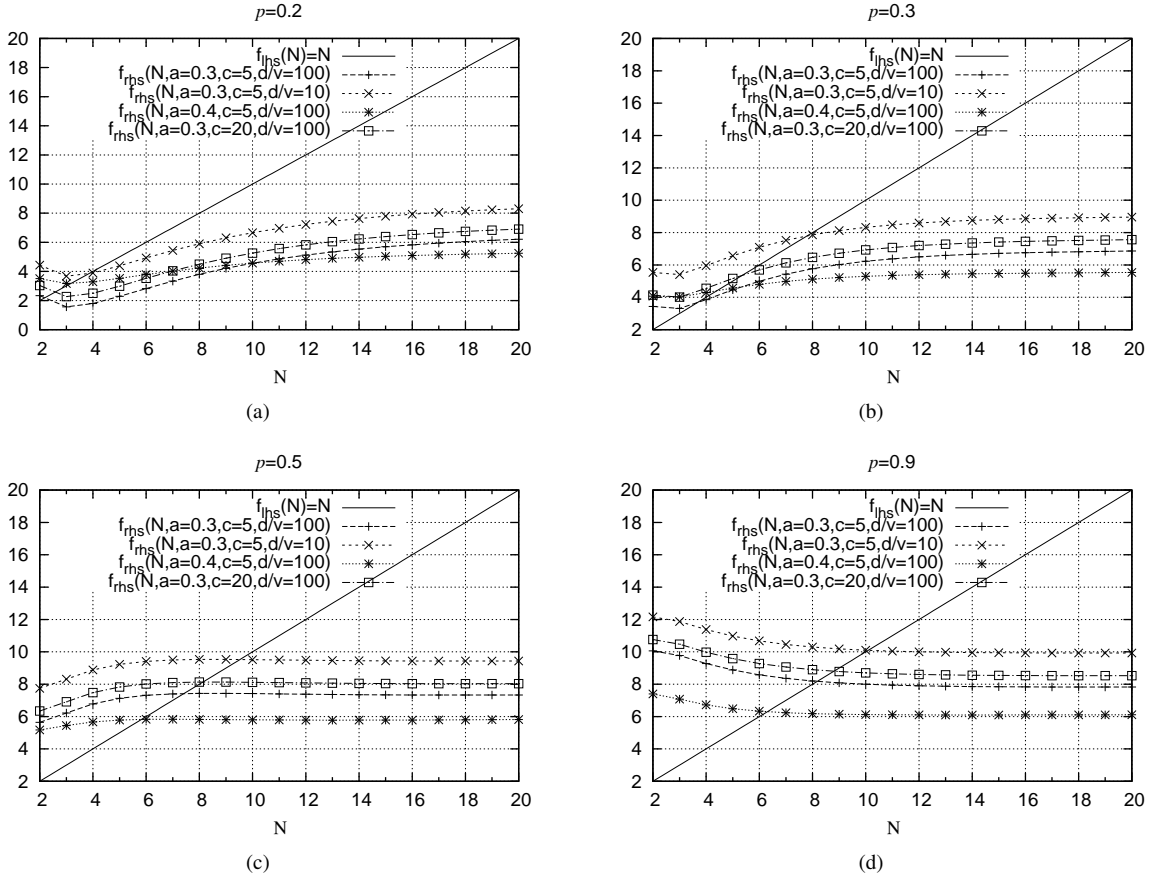 p=0.2
20
18
16
14
12
10
8
6
4
2
0
f_lhs(N)=N
f_rhs(N,a=0.3,c=5,d/v=100)
f_rhs(N,a=0.3,c=5,d/v=10)
f_rhs(N,a=0.4,c=5,d/v=100)
f_rhs(N,a=0.3,c=20,d/v=100)
2 4 6 8 10 12 14 16 18 20
N
(a)
p=0.3
20
18
16
14
12
10
8
6
4
2
f_lhs(N)=N
f_rhs(N,a=0.3,c=5,d/v=100)
f_rhs(N,a=0.3,c=5,d/v=10)
f_rhs(N,a=0.4,c=5,d/v=100)
f_rhs(N,a=0.3,c=20,d/v=100)
2 4 6 8 10 12 14 16 18 20
N
(b)
p=0.5
20
18
16
14
12
10
8
6
4
2
f_lhs(N)=N
f_rhs(N,a=0.3,c=5,d/v=100)
f_rhs(N,a=0.3,c=5,d/v=10)
f_rhs(N,a=0.4,c=5,d/v=100)
f_rhs(N,a=0.3,c=20,d/v=100)
2 4 6 8 10 12 14 16 18 20
N
(c)
p=0.9
20
18
16
14
12
10
8
6
4
2
f_lhs(N)=N
f_rhs(N,a=0.3,c=5,d/v=100)
f_rhs(N,a=0.3,c=5,d/v=10)
f_rhs(N,a=0.4,c=5,d/v=100)
f_rhs(N,a=0.3,c=20,d/v=100)
2 4 6 8 10 12 14 16 18 20
N
(d)